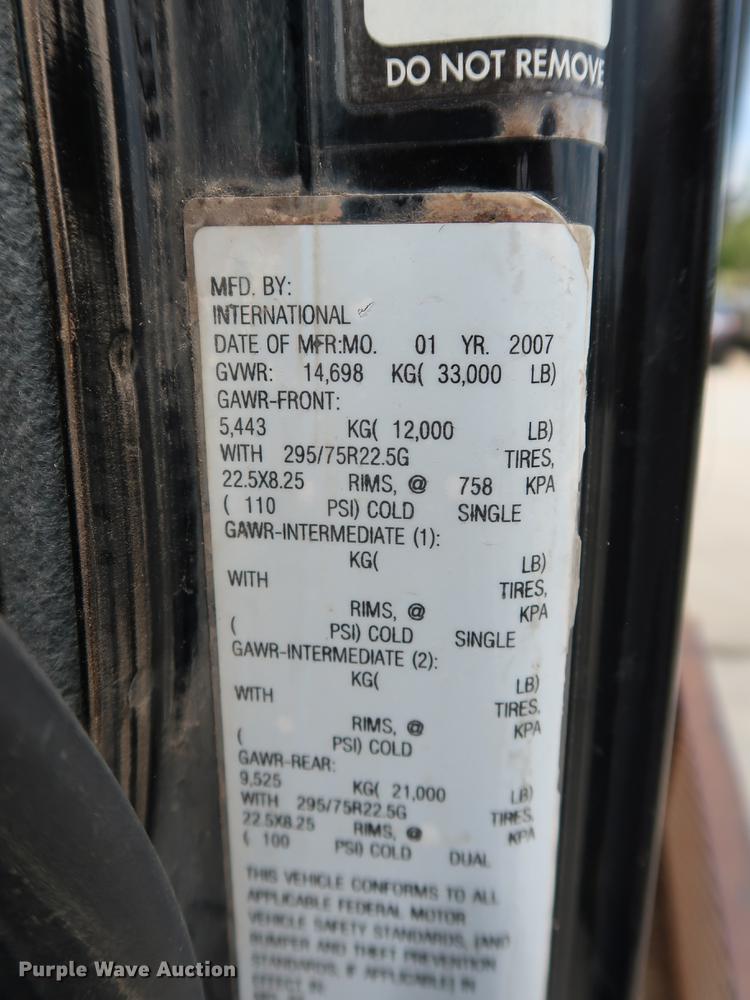 DO NOT REMOVE
MFD. BY:
INTERNATIONAL
DATE OF MFR:MO. 01 YR. 2007
GVWR: 14,698 KG( 33,000 LB)
GAWR-FRONT:
5,443 KG( 12,000 LB)
WITH 295/75R22.5G TIRES,
22.5X8.25 RIMS, @ 758 KPA
( 110 PSI) COLD SINGLE
GAWR-INTERMEDIATE (1):
KG( LB)
WITH TIRES,
RIMS, @ KPA
( PSI) COLD SINGLE
GAWR-INTERMEDIATE (2):
KG( LB)
WITH TIRES,
RIMS, @ KPA
( PSI) COLD
GAWR-REAR:
9,525 KG( 21,000 LB)
WITH 295/75R22.5G TIRES,
22.5X8.25 RIMS, @ KPA
( 100 PSI) COLD DUAL
THIS VEHICLE CONFORMS TO ALL
APPLICABLE FEDERAL MOTOR
VEHICLE SAFETY STANDARDS, [AND
BUMPER AND THEFT PREVENTION
STANDARDS, IF APPLICABLE] IN
EFFECT IN
Purple Wave Auction